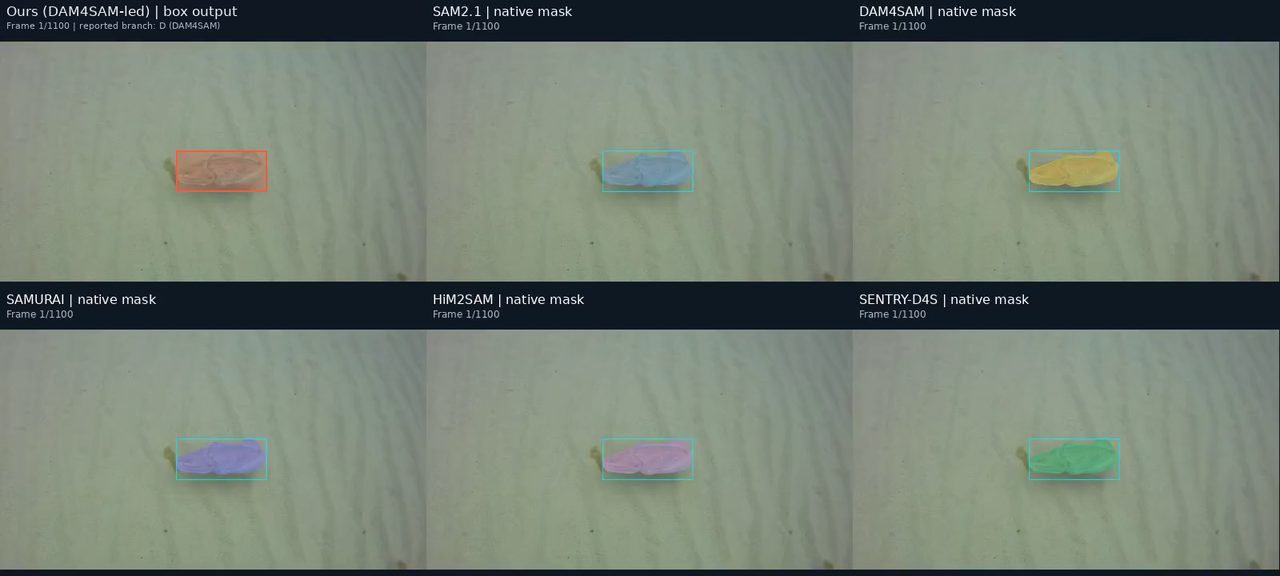 Ours (DAM4SAM-led) | box output
Frame 1/1100 | reported branch: D (DAM4SAM)
SAM2.1 | native mask
Frame 1/1100
DAM4SAM | native mask
Frame 1/1100
SAMURAI | native mask
Frame 1/1100
HiM2SAM | native mask
Frame 1/1100
SENTRY-D4S | native mask
Frame 1/1100